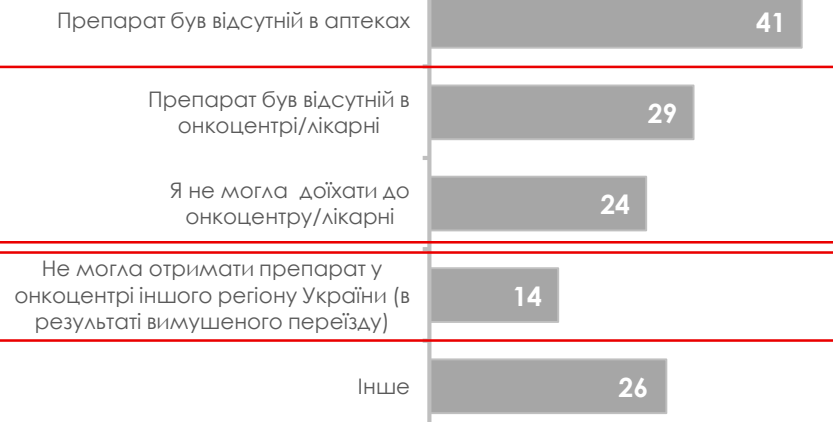 Препарат був відсутній в аптеках
41
Препарат був відсутній в
онкоцентрі/лікарні
29
Я не могла  доїхати до
онкоцентру/лікарні
24
Не могла отримати препарат у
онкоцентрі іншого регіону України (в
результаті вимушеного переїзду)
14
Інше
26